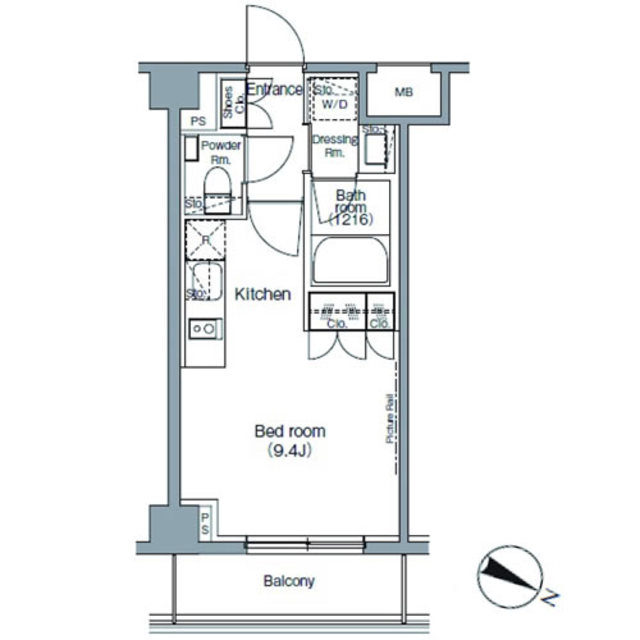 Entrance
Sto.
W/D
MB
Shoes
Clo.
PS
Powder
Rm.
Dressing
Rm.
Sto.
Sto.
Bath
room
(1216)
R
Sto.
Kitchen
Clo.
Clo.
Picture Rail
Bed room
(9.4J)
P
S
Balcony
N